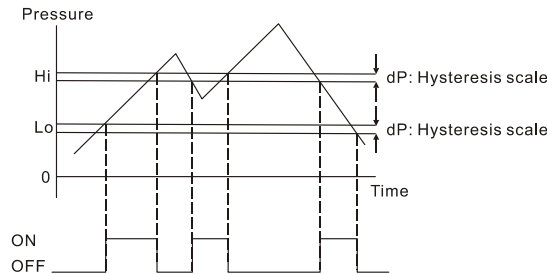 Pressure
Hi
dP: Hysteresis scale
Lo
dP: Hysteresis scale
0
Time
ON
OFF